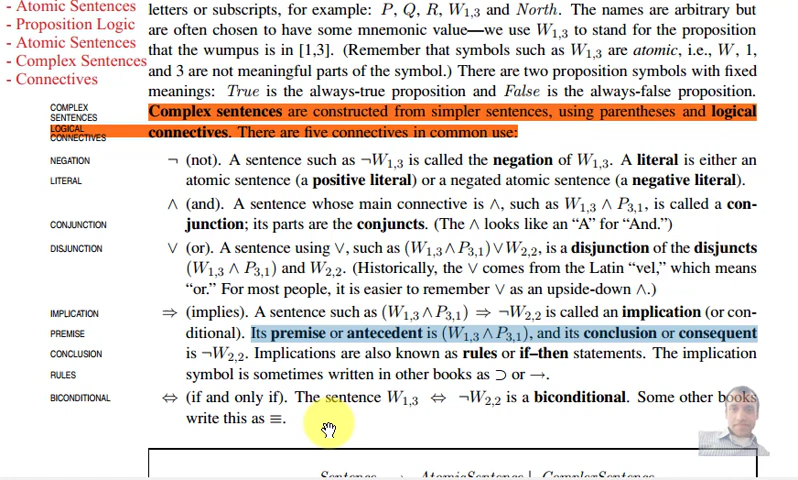 - Atomic Sentences
- Proposition Logic
- Atomic Sentences
- Complex Sentences
- Connectives
letters or subscripts, for example: P, Q, R, W1,3 and North. The names are arbitrary but
are often chosen to have some mnemonic value—we use W1,3 to stand for the proposition
that the wumpus is in [1,3]. (Remember that symbols such as W1,3 are atomic, i.e., W, 1,
and 3 are not meaningful parts of the symbol.) There are two proposition symbols with fixed
meanings: True is the always-true proposition and False is the always-false proposition.
COMPLEX
SENTENCES
Complex sentences are constructed from simpler sentences, using parentheses and logical
LOGICAL
CONNECTIVES
connectives. There are five connectives in common use:
NEGATION
¬ (not). A sentence such as ¬W1,3 is called the negation of W1,3. A literal is either an
LITERAL
atomic sentence (a positive literal) or a negated atomic sentence (a negative literal).
∧ (and). A sentence whose main connective is ∧, such as W1,3 ∧ P3,1, is called a con-
CONJUNCTION
junction; its parts are the conjuncts. (The ∧ looks like an “A” for “And.”)
DISJUNCTION
∨ (or). A sentence using ∨, such as (W1,3∧P3,1)∨W2,2, is a disjunction of the disjuncts
(W1,3 ∧ P3,1) and W2,2. (Historically, the ∨ comes from the Latin “vel,” which means
“or.” For most people, it is easier to remember ∨ as an upside-down ∧.)
IMPLICATION
⇒ (implies). A sentence such as (W1,3∧P3,1) ⇒ ¬W2,2 is called an implication (or con-
PREMISE
ditional). Its premise or antecedent is (W1,3∧P3,1), and its conclusion or consequent
CONCLUSION
is ¬W2,2. Implications are also known as rules or if–then statements. The implication
RULES
symbol is sometimes written in other books as ⊃ or →.
BICONDITIONAL
⇔ (if and only if). The sentence W1,3 ⇔ ¬W2,2 is a biconditional. Some other books
write this as ≡.
Sentence → AtomicSentence | ComplexSentence